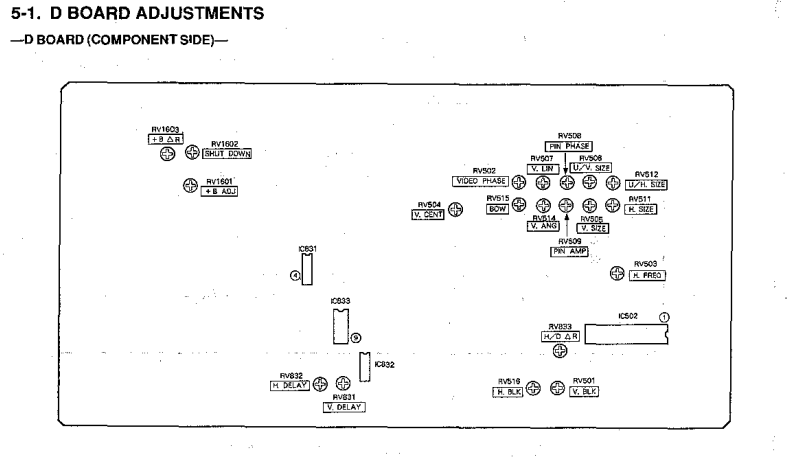 5-1. D BOARD ADJUSTMENTS
—D BOARD (COMPONENT SIDE)—
RV1603
+B △R
RV1602
SHUT DOWN
RV1601
+B ADJ
RV508
PIN PHASE
RV507
V. LIN
RV506
U/V. SIZE
RV502
VIDEO PHASE
RV512
U/H. SIZE
RV504
V. CENT
RV515
BOW
RV511
H. SIZE
RV514
V. ANG
RV505
V. SIZE
RV509
PIN AMP
RV503
H. FREQ
IC831
4
IC833
9
IC502
1
RV833
H/D △R
IC832
RV832
H. DELAY
RV831
V. DELAY
RV516
H. BLK
RV501
V. BLK